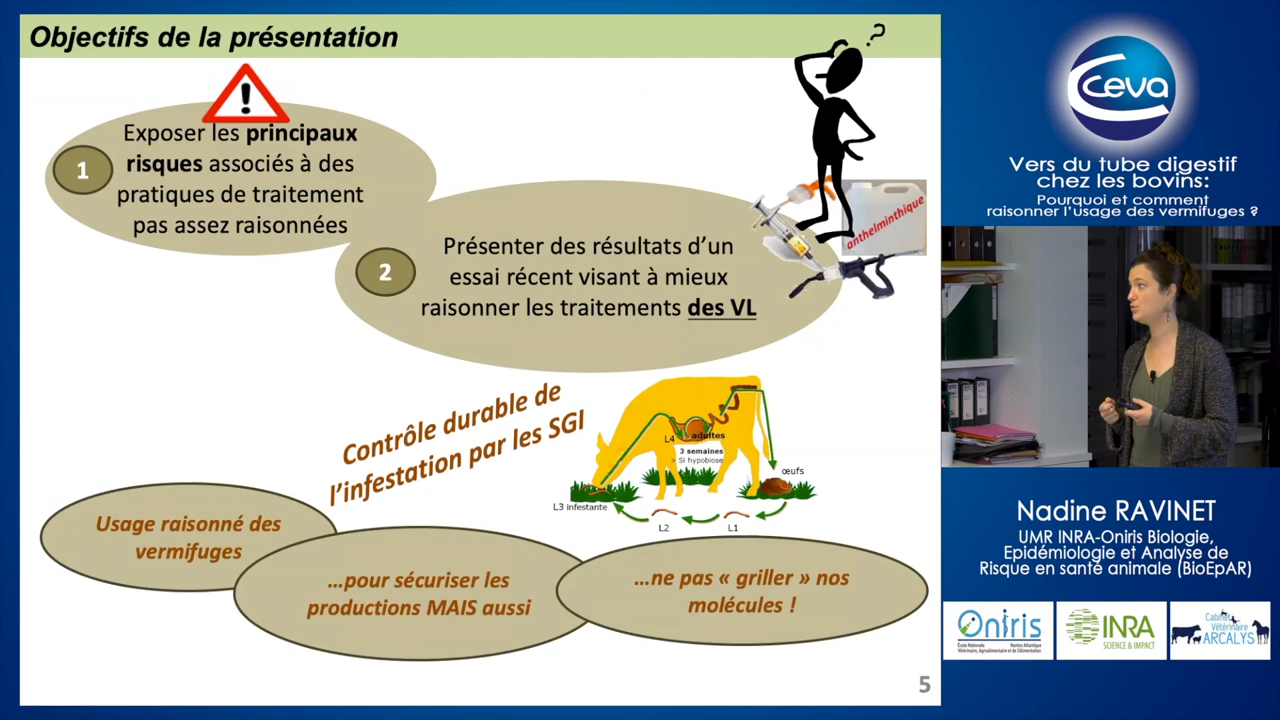 Objectifs de la présentation
?
!
Exposer les principaux
risques associés à des
pratiques de traitement
pas assez raisonnées
1
2
Présenter des résultats d’un
essai récent visant à mieux
raisonner les traitements des VL
anthelminthique
Contrôle durable de
l’infestation par les SGI
L4
adultes
3 semaines
> Si hypobiose
œufs
L3 infestante
L2
L1
Usage raisonné des
vermifuges
…pour sécuriser les
productions MAIS aussi
…ne pas « griller » nos
molécules !
5
ceva
Vers du tube digestif
chez les bovins:
Pourquoi et comment
raisonner l’usage des vermifuges ?
Nadine RAVINET
UMR INRA-Oniris Biologie,
Epidémiologie et Analyse de
Risque en santé animale (BioEpAR)
Oniris
École Nationale
Vétérinaire, Agroalimentaire et de l'Alimentation
Nantes Atlantique
INRA
SCIENCE & IMPACT
Cabinet
Vétérinaire
ARCALYS